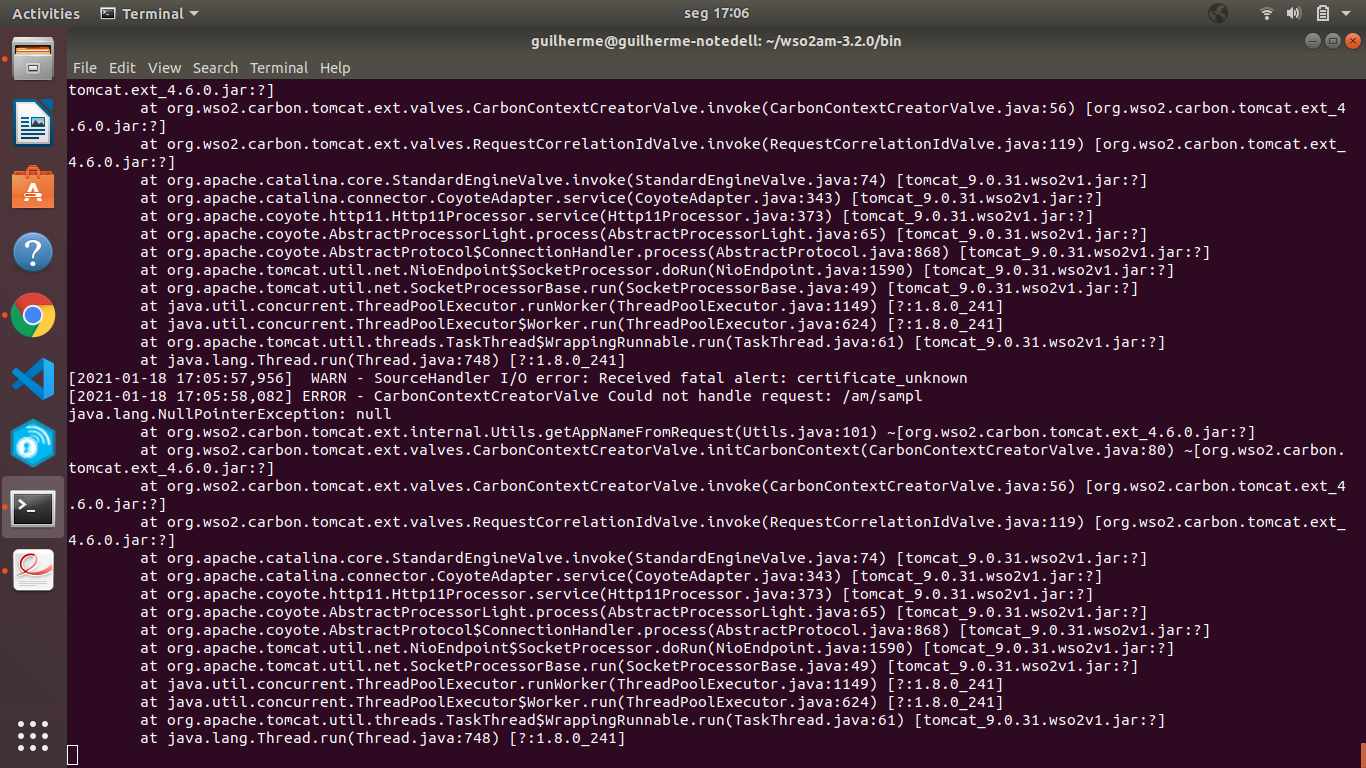 Activities Terminal seg 17:06
guilherme@guilherme-notedell: ~/wso2am-3.2.0/bin
File Edit View Search Terminal Help
tomcat.ext_4.6.0.jar:?]
        at org.wso2.carbon.tomcat.ext.valves.CarbonContextCreatorValve.invoke(CarbonContextCreatorValve.java:56) [org.wso2.carbon.tomcat.ext_4
.6.0.jar:?]
        at org.wso2.carbon.tomcat.ext.valves.RequestCorrelationIdValve.invoke(RequestCorrelationIdValve.java:119) [org.wso2.carbon.tomcat.ext_
4.6.0.jar:?]
        at org.apache.catalina.core.StandardEngineValve.invoke(StandardEngineValve.java:74) [tomcat_9.0.31.wso2v1.jar:?]
        at org.apache.catalina.connector.CoyoteAdapter.service(CoyoteAdapter.java:343) [tomcat_9.0.31.wso2v1.jar:?]
        at org.apache.coyote.http11.Http11Processor.service(Http11Processor.java:373) [tomcat_9.0.31.wso2v1.jar:?]
        at org.apache.coyote.AbstractProcessorLight.process(AbstractProcessorLight.java:65) [tomcat_9.0.31.wso2v1.jar:?]
        at org.apache.coyote.AbstractProtocol$ConnectionHandler.process(AbstractProtocol.java:868) [tomcat_9.0.31.wso2v1.jar:?]
        at org.apache.tomcat.util.net.NioEndpoint$SocketProcessor.doRun(NioEndpoint.java:1590) [tomcat_9.0.31.wso2v1.jar:?]
        at org.apache.tomcat.util.net.SocketProcessorBase.run(SocketProcessorBase.java:49) [tomcat_9.0.31.wso2v1.jar:?]
        at java.util.concurrent.ThreadPoolExecutor.runWorker(ThreadPoolExecutor.java:1149) [?:1.8.0_241]
        at java.util.concurrent.ThreadPoolExecutor$Worker.run(ThreadPoolExecutor.java:624) [?:1.8.0_241]
        at org.apache.tomcat.util.threads.TaskThread$WrappingRunnable.run(TaskThread.java:61) [tomcat_9.0.31.wso2v1.jar:?]
        at java.lang.Thread.run(Thread.java:748) [?:1.8.0_241]
[2021-01-18 17:05:57,956]  WARN - SourceHandler I/O error: Received fatal alert: certificate_unknown
[2021-01-18 17:05:58,082] ERROR - CarbonContextCreatorValve Could not handle request: /am/sampl
java.lang.NullPointerException: null
        at org.wso2.carbon.tomcat.ext.internal.Utils.getAppNameFromRequest(Utils.java:101) ~[org.wso2.carbon.tomcat.ext_4.6.0.jar:?]
        at org.wso2.carbon.tomcat.ext.valves.CarbonContextCreatorValve.initCarbonContext(CarbonContextCreatorValve.java:80) ~[org.wso2.carbon.
tomcat.ext_4.6.0.jar:?]
        at org.wso2.carbon.tomcat.ext.valves.CarbonContextCreatorValve.invoke(CarbonContextCreatorValve.java:56) [org.wso2.carbon.tomcat.ext_4
.6.0.jar:?]
        at org.wso2.carbon.tomcat.ext.valves.RequestCorrelationIdValve.invoke(RequestCorrelationIdValve.java:119) [org.wso2.carbon.tomcat.ext_
4.6.0.jar:?]
        at org.apache.catalina.core.StandardEngineValve.invoke(StandardEngineValve.java:74) [tomcat_9.0.31.wso2v1.jar:?]
        at org.apache.catalina.connector.CoyoteAdapter.service(CoyoteAdapter.java:343) [tomcat_9.0.31.wso2v1.jar:?]
        at org.apache.coyote.http11.Http11Processor.service(Http11Processor.java:373) [tomcat_9.0.31.wso2v1.jar:?]
        at org.apache.coyote.AbstractProcessorLight.process(AbstractProcessorLight.java:65) [tomcat_9.0.31.wso2v1.jar:?]
        at org.apache.coyote.AbstractProtocol$ConnectionHandler.process(AbstractProtocol.java:868) [tomcat_9.0.31.wso2v1.jar:?]
        at org.apache.tomcat.util.net.NioEndpoint$SocketProcessor.doRun(NioEndpoint.java:1590) [tomcat_9.0.31.wso2v1.jar:?]
        at org.apache.tomcat.util.net.SocketProcessorBase.run(SocketProcessorBase.java:49) [tomcat_9.0.31.wso2v1.jar:?]
        at java.util.concurrent.ThreadPoolExecutor.runWorker(ThreadPoolExecutor.java:1149) [?:1.8.0_241]
        at java.util.concurrent.ThreadPoolExecutor$Worker.run(ThreadPoolExecutor.java:624) [?:1.8.0_241]
        at org.apache.tomcat.util.threads.TaskThread$WrappingRunnable.run(TaskThread.java:61) [tomcat_9.0.31.wso2v1.jar:?]
        at java.lang.Thread.run(Thread.java:748) [?:1.8.0_241]